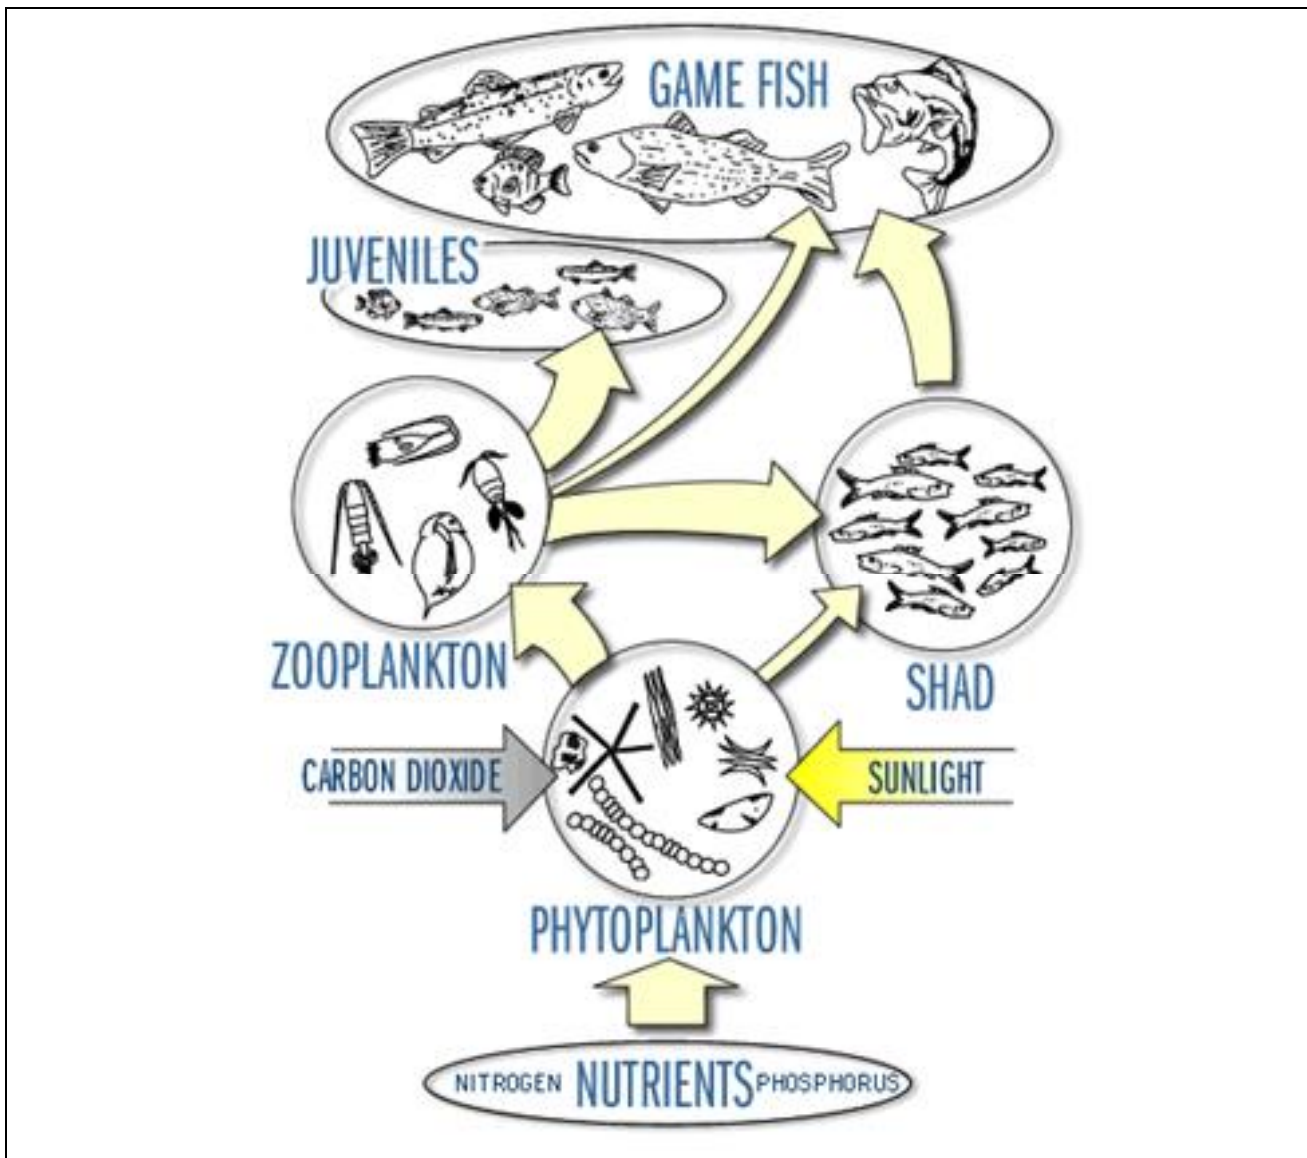 GAME FISH
JUVENILES
ZOOPLANKTON
SHAD
CARBON DIOXIDE
SUNLIGHT
PHYTOPLANKTON
NITROGEN NUTRIENTS PHOSPHORUS